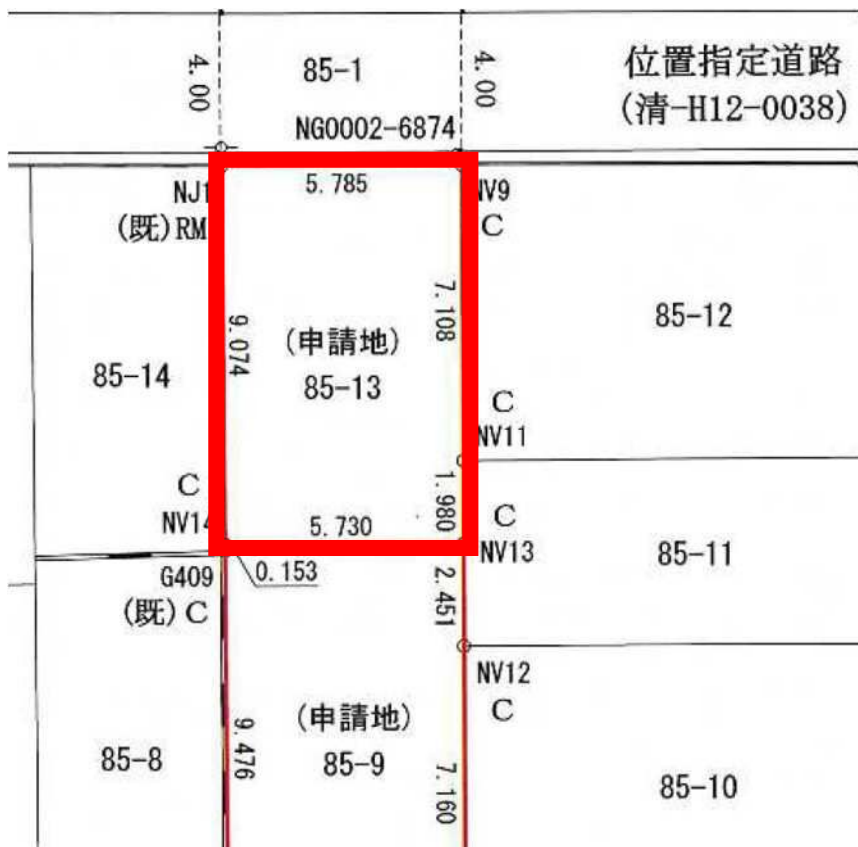 4.00
85-1
4.00
位置指定道路
(清-H12-0038)
NG0002-6874
NJ1
(既)RM
5.785
NV9
C
9.074
7.108
85-14
(申請地)
85-13
85-12
C
NV11
C
NV14
5.730
1.980
C
NV13
85-11
G409
(既)C
0.153
2.451
NV12
C
85-8
9.476
(申請地)
85-9
7.160
85-10